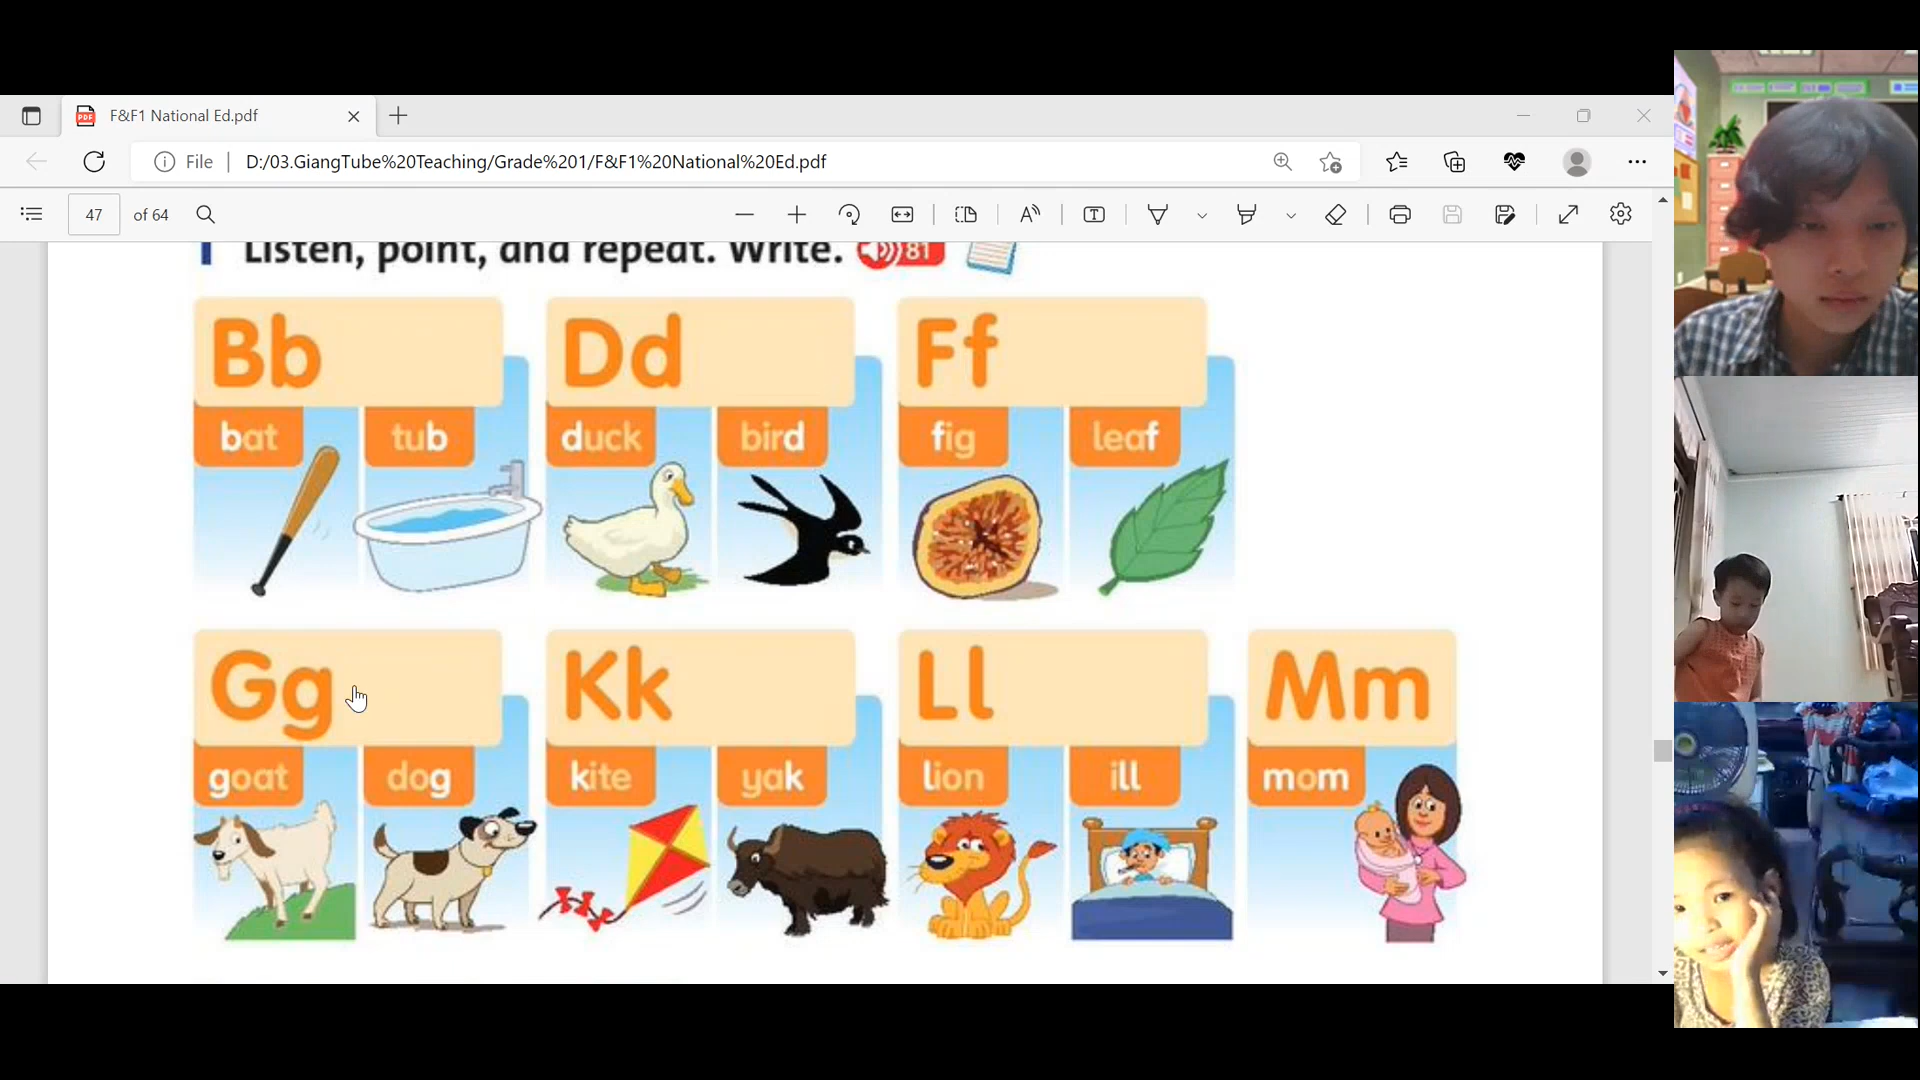 F&F1 National Ed.pdf
File D:/03.GiangTube%20Teaching/Grade%201/F&F1%20National%20Ed.pdf
47 of 64
1 Listen, point, and repeat. Write. 81
Bb Dd Ff
bat tub duck bird fig leaf
Gg Kk Ll Mm
goat dog kite yak lion ill mom